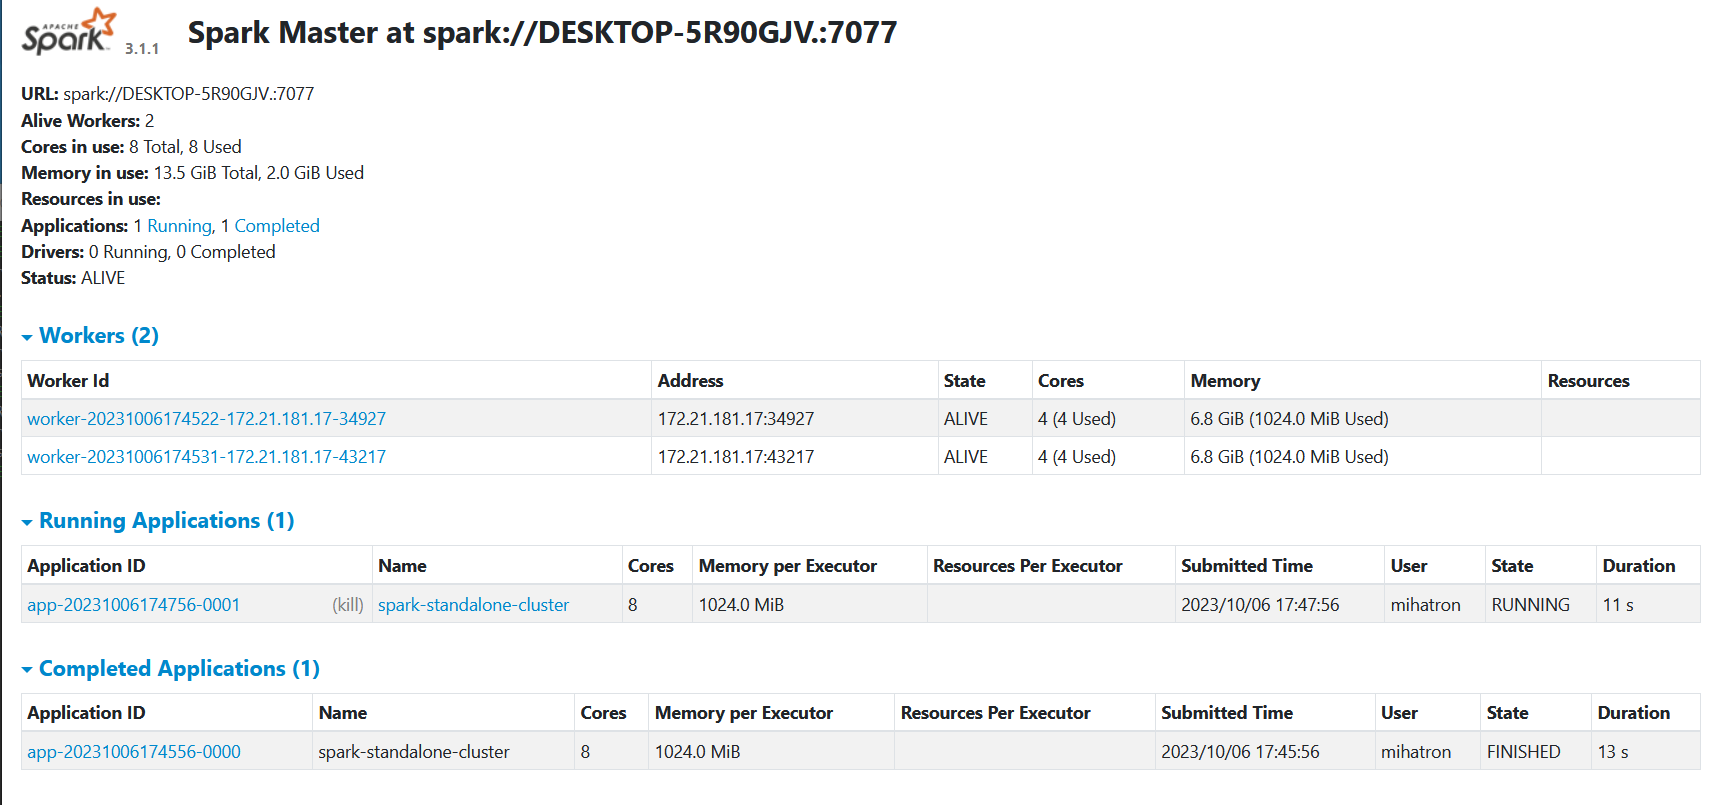 APACHE
Spark 3.1.1 Spark Master at spark://DESKTOP-5R90GJV.:7077
URL: spark://DESKTOP-5R90GJV.:7077
Alive Workers: 2
Cores in use: 8 Total, 8 Used
Memory in use: 13.5 GiB Total, 2.0 GiB Used
Resources in use:
Applications: 1 Running, 1 Completed
Drivers: 0 Running, 0 Completed
Status: ALIVE
Workers (2)
Worker Id Address State Cores Memory Resources
worker-20231006174522-172.21.181.17-34927 172.21.181.17:34927 ALIVE 4 (4 Used) 6.8 GiB (1024.0 MiB Used)
worker-20231006174531-172.21.181.17-43217 172.21.181.17:43217 ALIVE 4 (4 Used) 6.8 GiB (1024.0 MiB Used)
Running Applications (1)
Application ID Name Cores Memory per Executor Resources Per Executor Submitted Time User State Duration
app-20231006174756-0001 (kill) spark-standalone-cluster 8 1024.0 MiB 2023/10/06 17:47:56 mihatron RUNNING 11 s
Completed Applications (1)
Application ID Name Cores Memory per Executor Resources Per Executor Submitted Time User State Duration
app-20231006174556-0000 spark-standalone-cluster 8 1024.0 MiB 2023/10/06 17:45:56 mihatron FINISHED 13 s